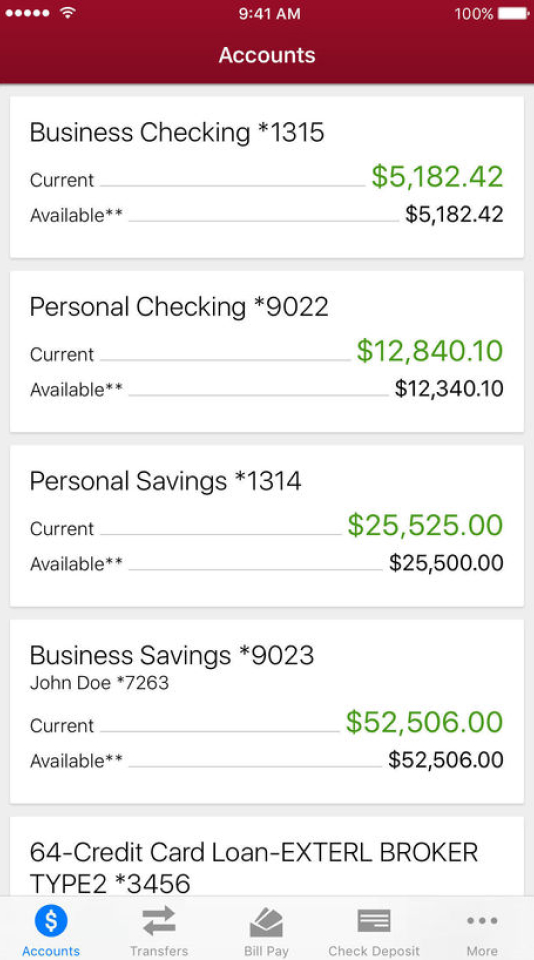 9:41 AM 100%
Accounts
Business Checking *1315
Current $5,182.42
Available** $5,182.42
Personal Checking *9022
Current $12,840.10
Available** $12,340.10
Personal Savings *1314
Current $25,525.00
Available** $25,500.00
Business Savings *9023
John Doe *7263
Current $52,506.00
Available** $52,506.00
64-Credit Card Loan-EXTERL BROKER
TYPE2 *3456
Accounts Transfers Bill Pay Check Deposit More